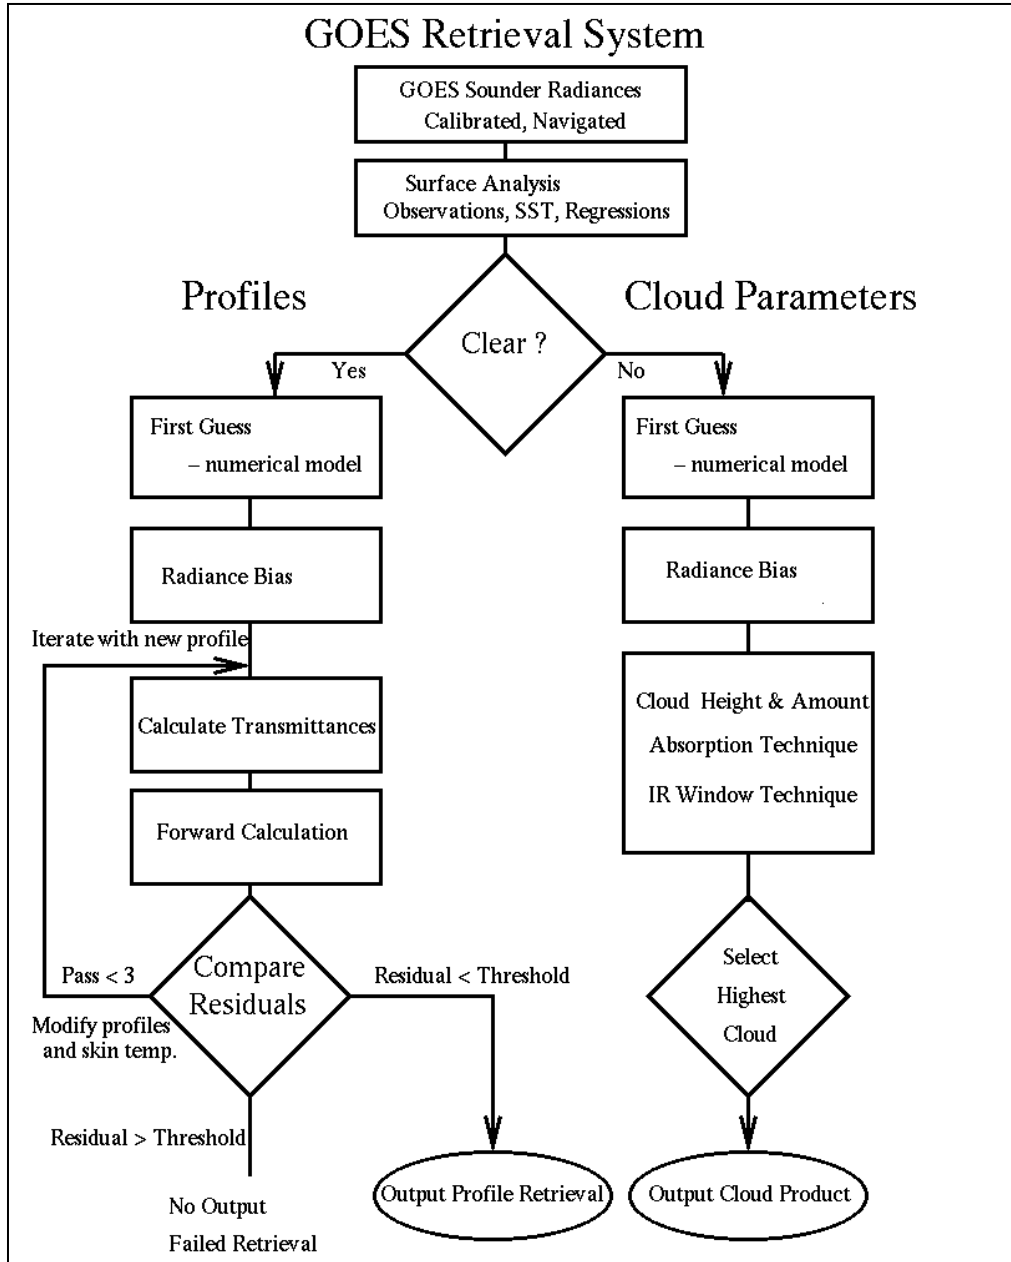 GOES Retrieval System
GOES Sounder Radiances
Calibrated, Navigated
Surface Analysis
Observations, SST, Regressions
Profiles
Cloud Parameters
Clear ?
Yes
No
First Guess
– numerical model
First Guess
– numerical model
Radiance Bias
Radiance Bias
Iterate with new profile
Calculate Transmittances
Cloud Height & Amount
Absorption Technique
IR Window Technique
Forward Calculation
Compare
Residuals
Pass < 3
Modify profiles
and skin temp.
Residual < Threshold
Select
Highest
Cloud
Residual > Threshold
No Output
Failed Retrieval
Output Profile Retrieval
Output Cloud Product